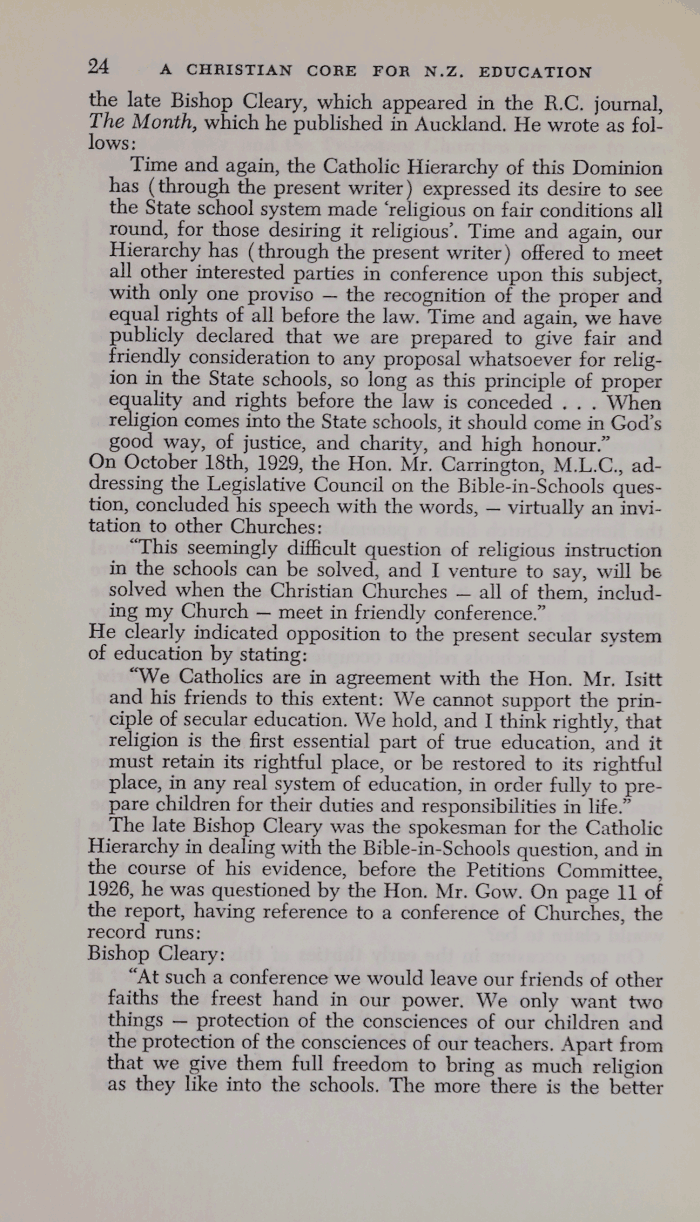 24 A CHRISTIAN CORE FOR N.Z. EDUCATION
the late Bishop Cleary, which appeared in the R.C. journal,
The Month, which he published in Auckland. He wrote as fol-
lows:
Time and again, the Catholic Hierarchy of this Dominion
has (through the present writer) expressed its desire to see
the State school system made ‘religious on fair conditions all
round, for those desiring it religious’. Time and again, our
Hierarchy has (through the present writer) offered to meet
all other interested parties in conference upon this subject,
with only one proviso — the recognition of the proper and
equal rights of all before the law. Time and again, we have
publicly declared that we are prepared to give fair and
friendly consideration to any proposal whatsoever for relig-
ion in the State schools, so long as this principle of proper
equality and rights before the law is conceded . . . When
religion comes into the State schools, it should come in God’s
good way, of justice, and charity, and high honour.”
On October 18th, 1929, the Hon. Mr. Carrington, M.L.C., ad-
dressing the Legislative Council on the Bible-in-Schools ques-
tion, concluded his speech with the words, — virtually an invi-
tation to other Churches:
“This seemingly difficult question of religious instruction
in the schools can be solved, and I venture to say, will be
solved when the Christian Churches — all of them, includ-
ing my Church — meet in friendly conference.”
He clearly indicated opposition to the present secular system
of education by stating:
“We Catholics are in agreement with the Hon. Mr. Isitt
and his friends to this extent: We cannot support the prin-
ciple of secular education. We hold, and I think rightly, that
religion is the first essential part of true education, and it
must retain its rightful place, or be restored to its rightful
place, in any real system of education, in order fully to pre-
pare children for their duties and responsibilities in life.”
The late Bishop Cleary was the spokesman for the Catholic
Hierarchy in dealing with the Bible-in-Schools question, and in
the course of his evidence, before the Petitions Committee,
1926, he was questioned by the Hon. Mr. Gow. On page 11 of
the report, having reference to a conference of Churches, the
record runs:
Bishop Cleary:
“At such a conference we would leave our friends of other
faiths the freest hand in our power. We only want two
things — protection of the consciences of our children and
the protection of the consciences of our teachers. Apart from
that we give them full freedom to bring as much religion
as they like into the schools. The more there is the better